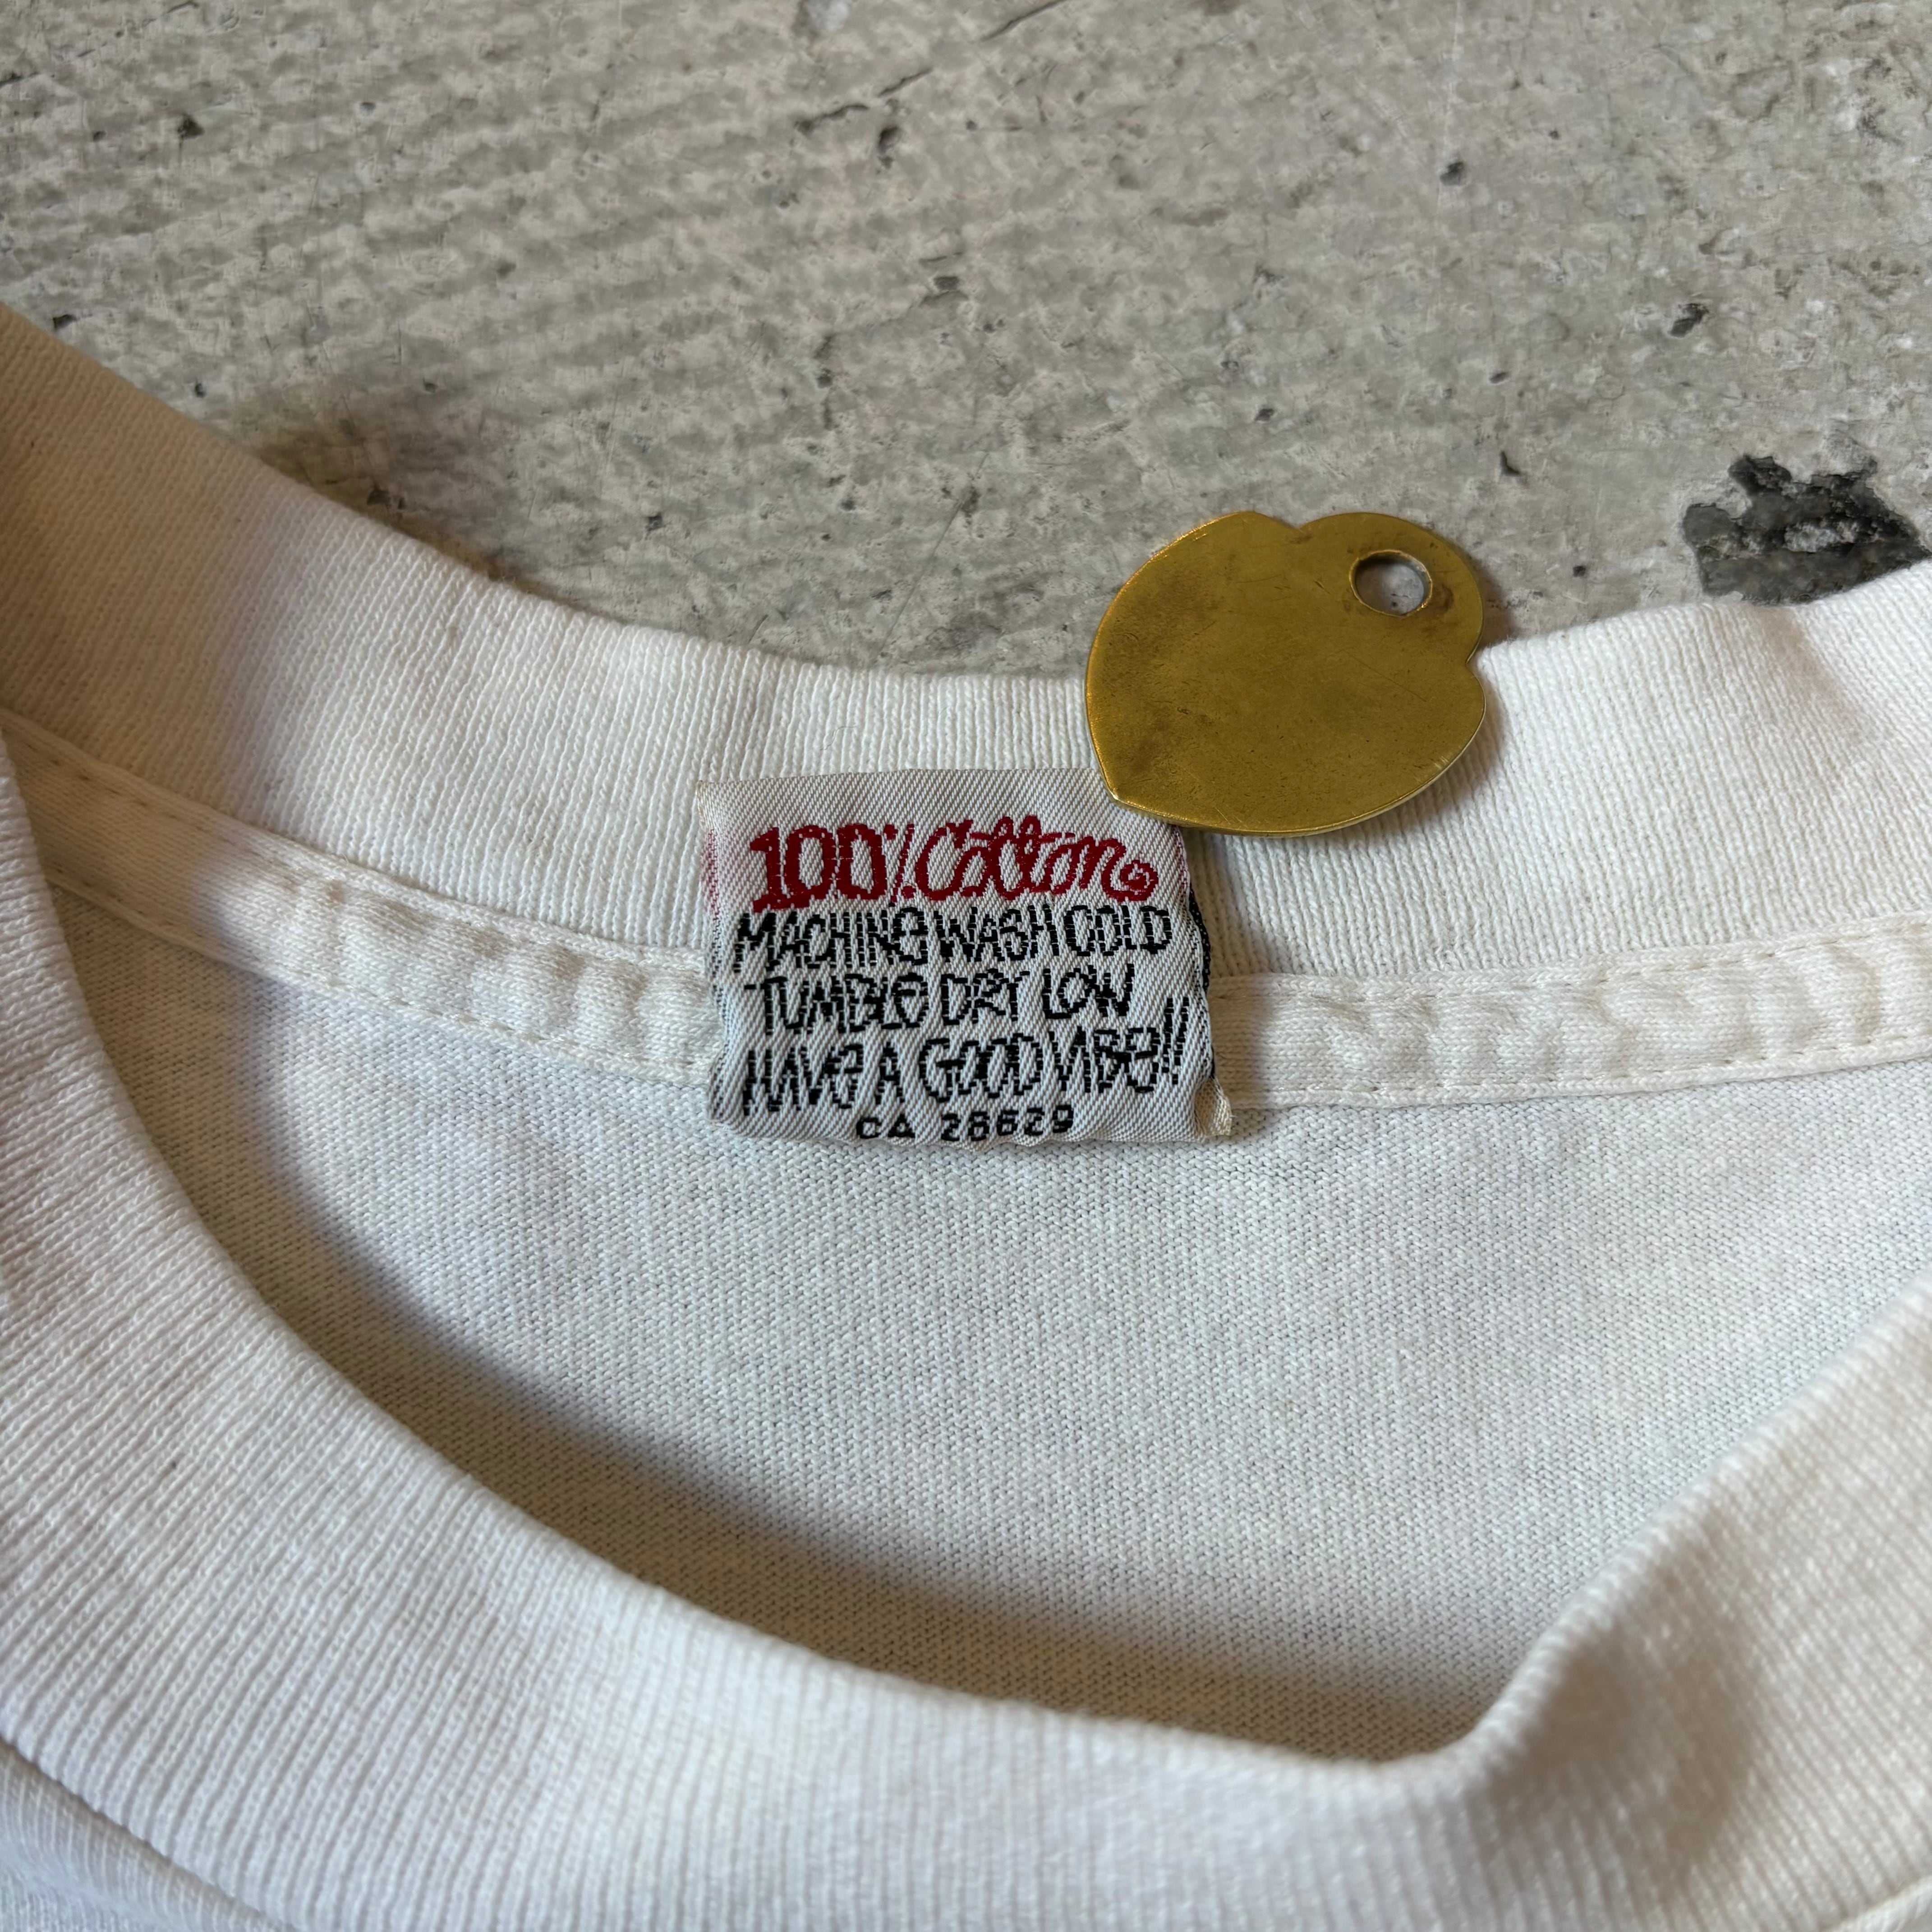 100% Cotton
MACHINE WASH COLD
TUMBLE DRY LOW
HAVE A GOOD VIBE!!
CA 28629